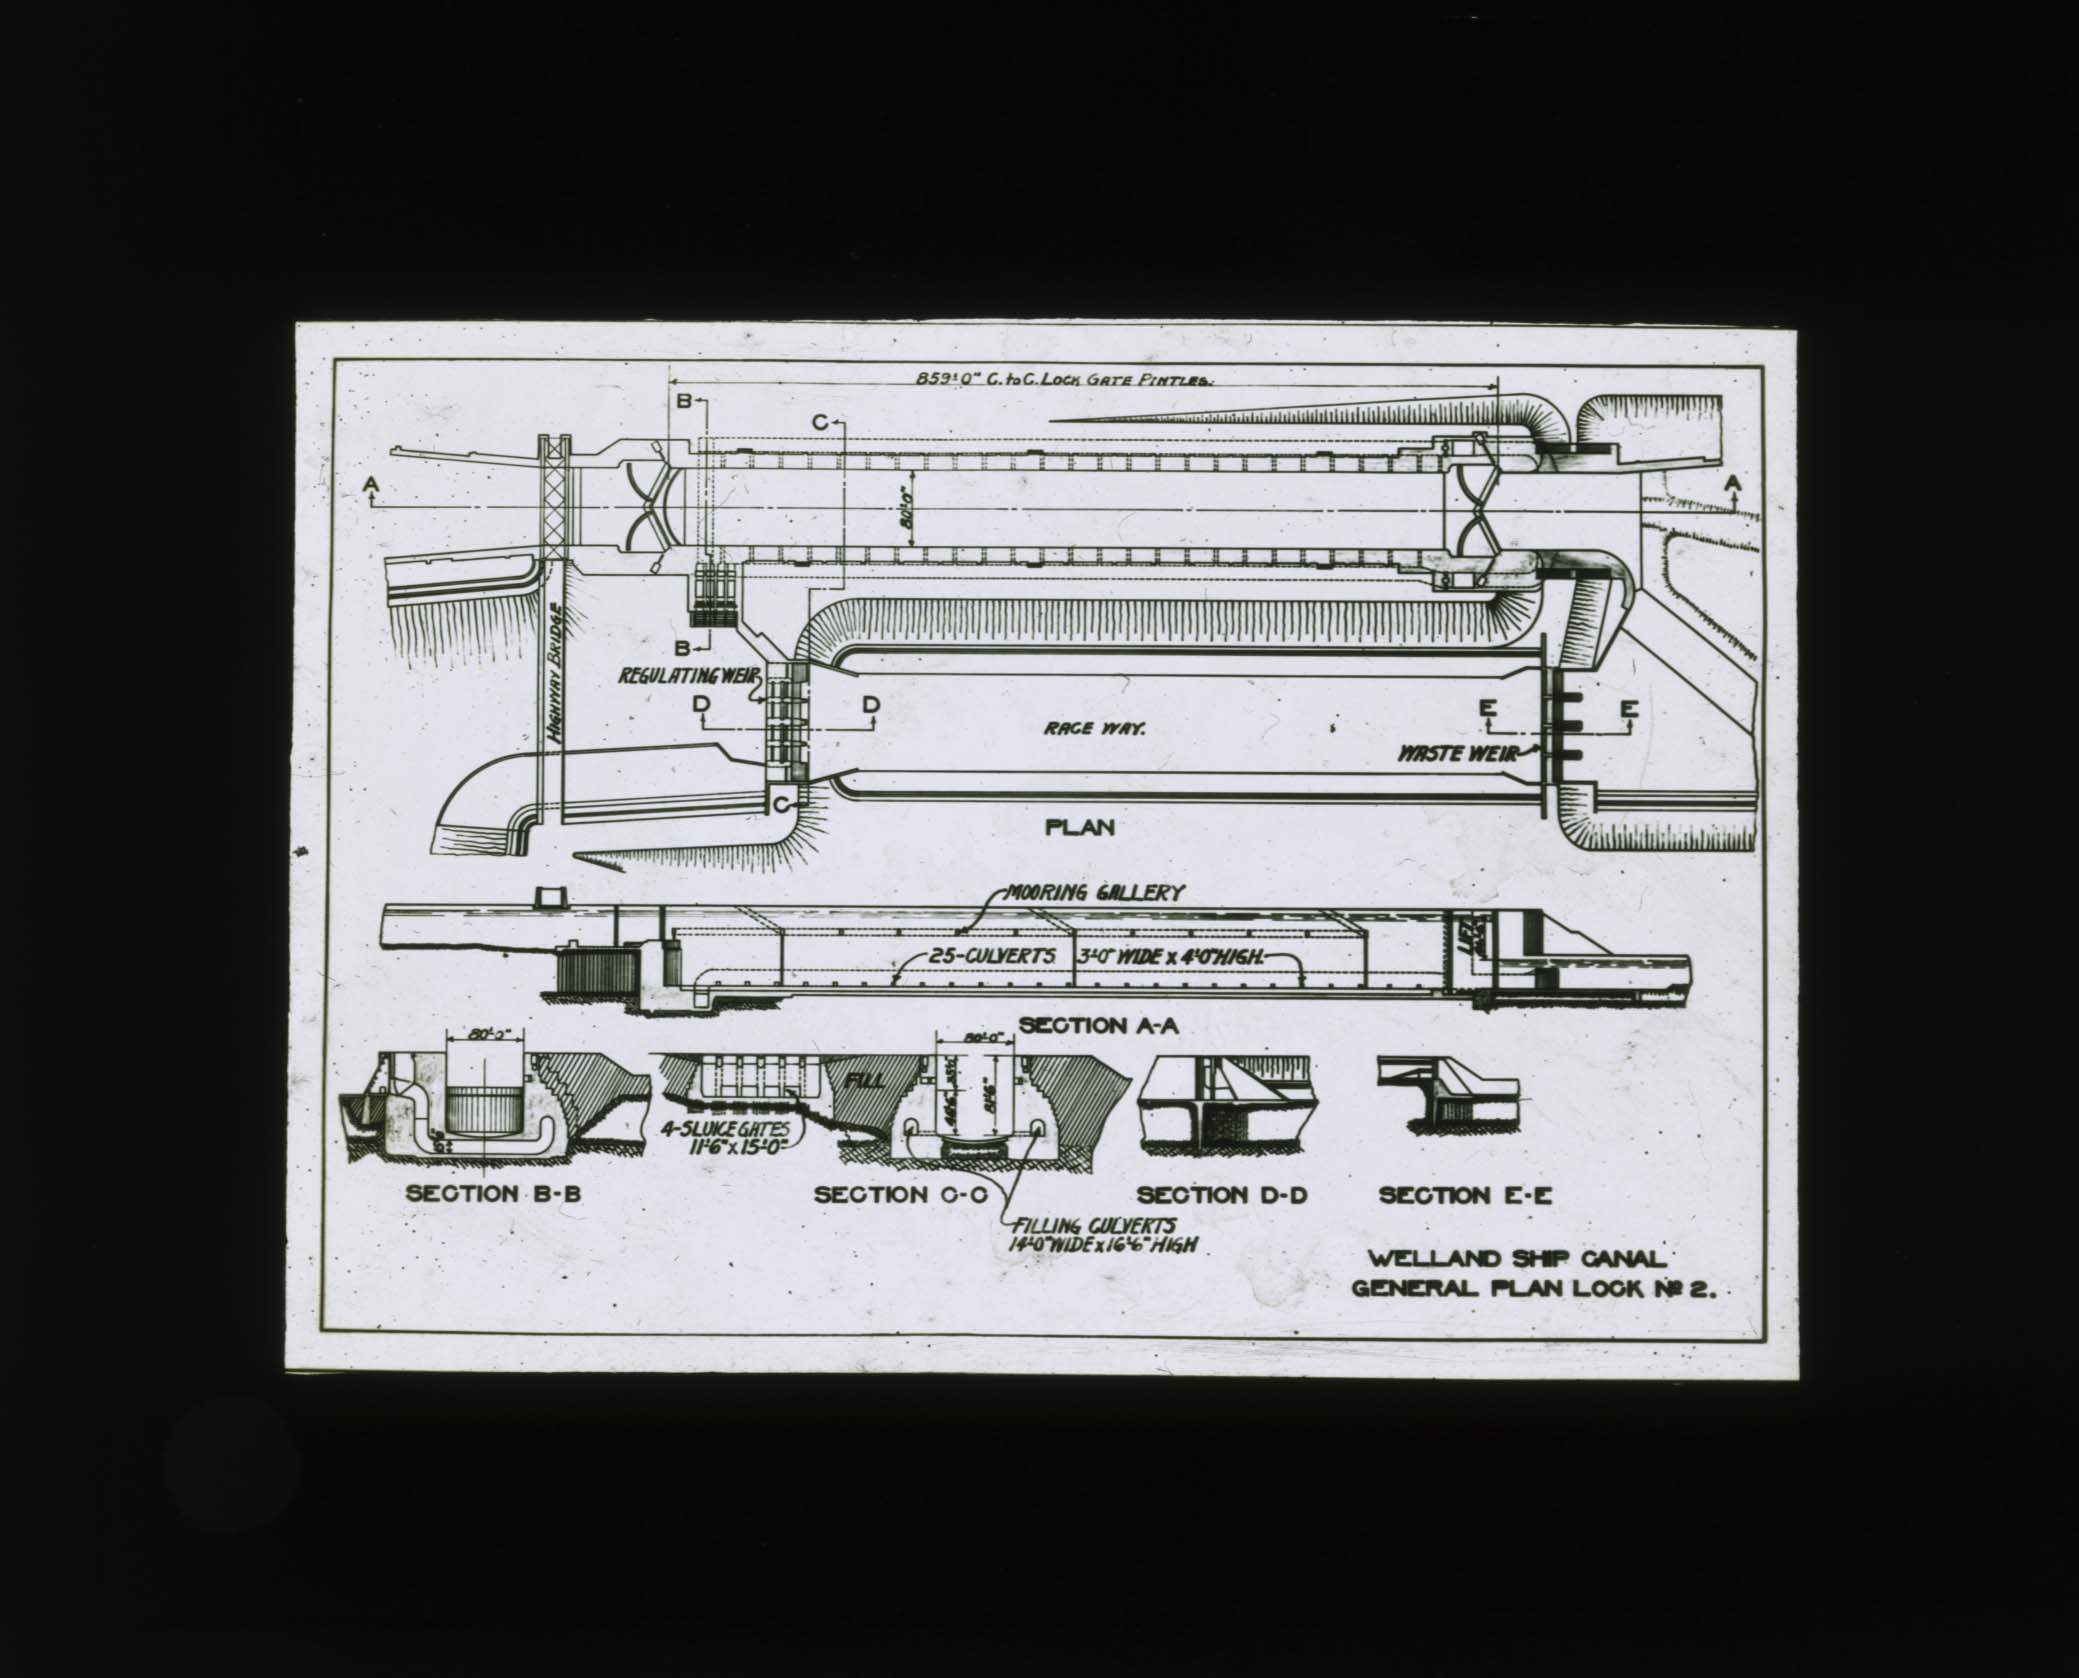 859'-0" C. to C. LOCK GATE PINTLES.
B
C
A
80'-0"
A
HIGHWAY BRIDGE
B
REGULATING WEIR
D
D
RACE WAY.
E
E
WASTE WEIR
C
PLAN
MOORING GALLERY
25-CULVERTS 3'-0" WIDE x 4'-0" HIGH.
LIFT
SECTION A-A
80'-0"
80'-0"
FILL
81'-6"
4-SLUICE GATES
11'-6" x 15'-0"
SECTION B-B
SECTION C-C
SECTION D-D
SECTION E-E
FILLING CULVERTS
14'-0" WIDE x 16'-6" HIGH
WELLAND SHIP CANAL
GENERAL PLAN LOCK Nº 2.